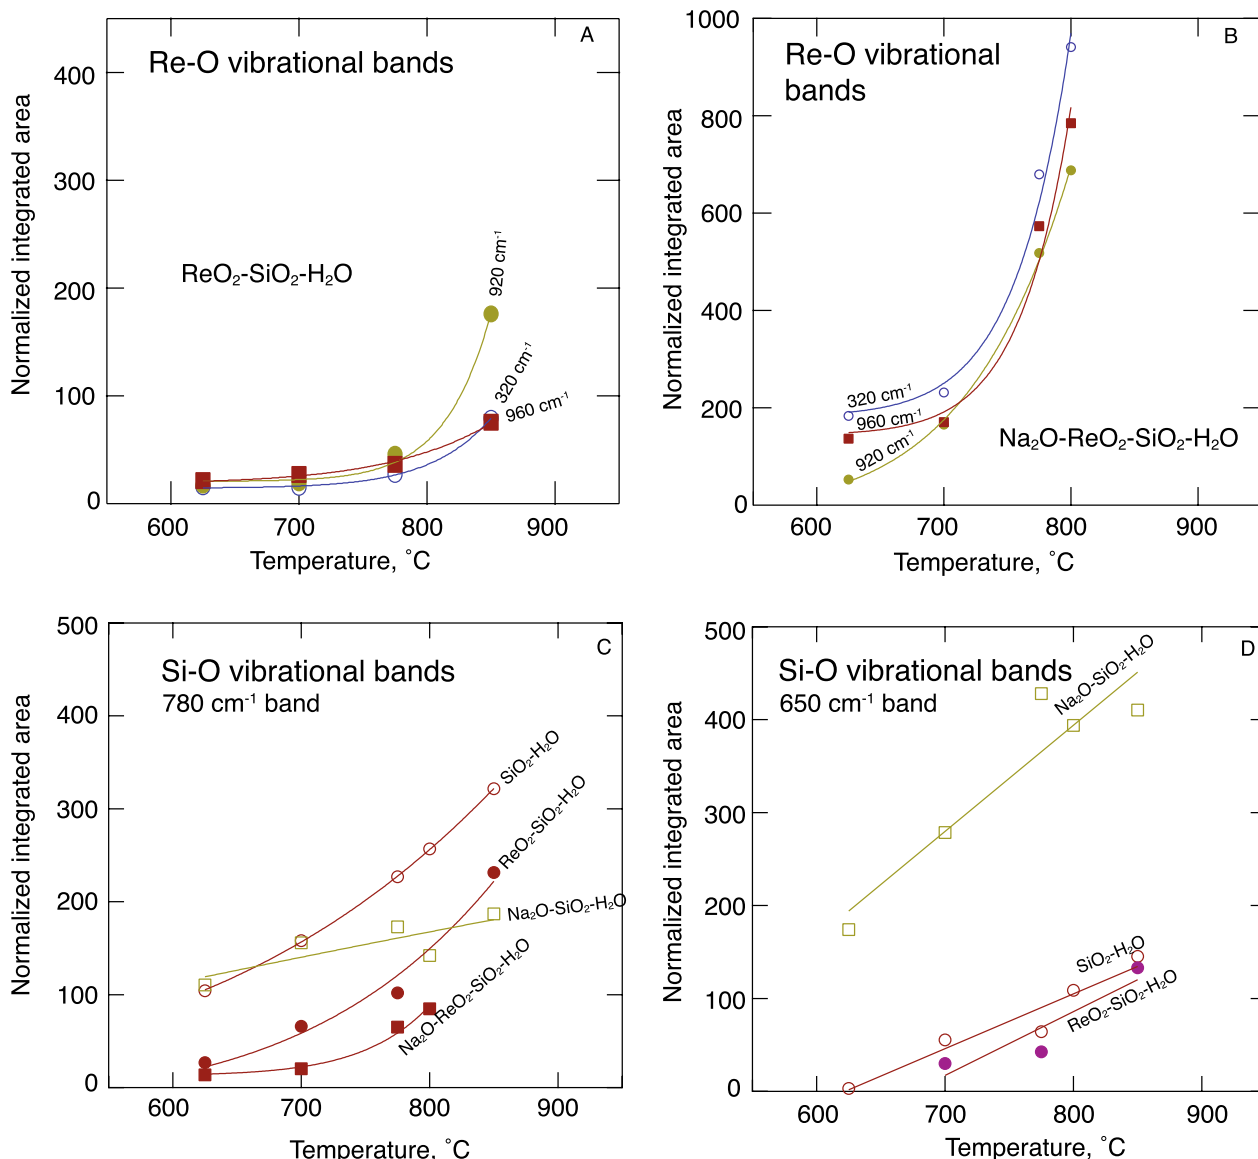 A
Re-O vibrational bands
400
300
200
100
0
Normalized integrated area
ReO₂-SiO₂-H₂O
920 cm⁻¹
320 cm⁻¹
960 cm⁻¹
600 700 800 900
Temperature, ˚C
B
Re-O vibrational
bands
1000
800
600
400
200
0
Normalized integrated area
320 cm⁻¹
960 cm⁻¹
920 cm⁻¹
Na₂O-ReO₂-SiO₂-H₂O
600 700 800 900
Temperature, ˚C
C
Si-O vibrational bands
780 cm⁻¹ band
500
400
300
200
100
0
Normalized integrated area
SiO₂-H₂O
ReO₂-SiO₂-H₂O
Na₂O-SiO₂-H₂O
Na₂O-ReO₂-SiO₂-H₂O
600 700 800 900
Temperature, ˚C
D
Si-O vibrational bands
650 cm⁻¹ band
500
400
300
200
100
0
Normalized integrated area
Na₂O-SiO₂-H₂O
SiO₂-H₂O
ReO₂-SiO₂-H₂O
600 700 800 900
Temperature, ˚C